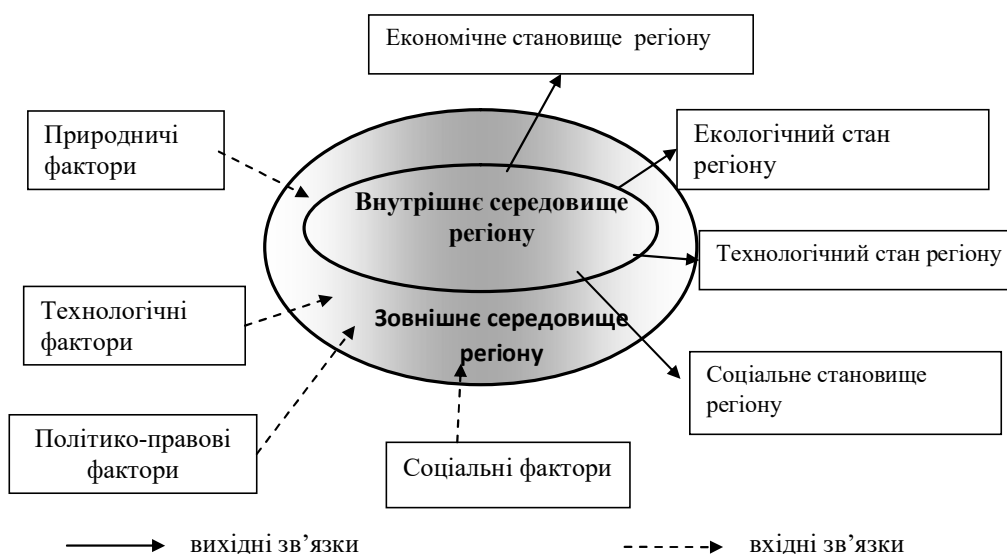 Економічне становище регіону
Природничі
фактори
Екологічний стан
регіону
Внутрішнє середовище
регіону
Технологічний стан регіону
Технологічні
фактори
Зовнішнє середовище
регіону
Соціальне становище
регіону
Політико-правові
фактори
Соціальні фактори
вихідні зв’язки
вхідні зв’язки